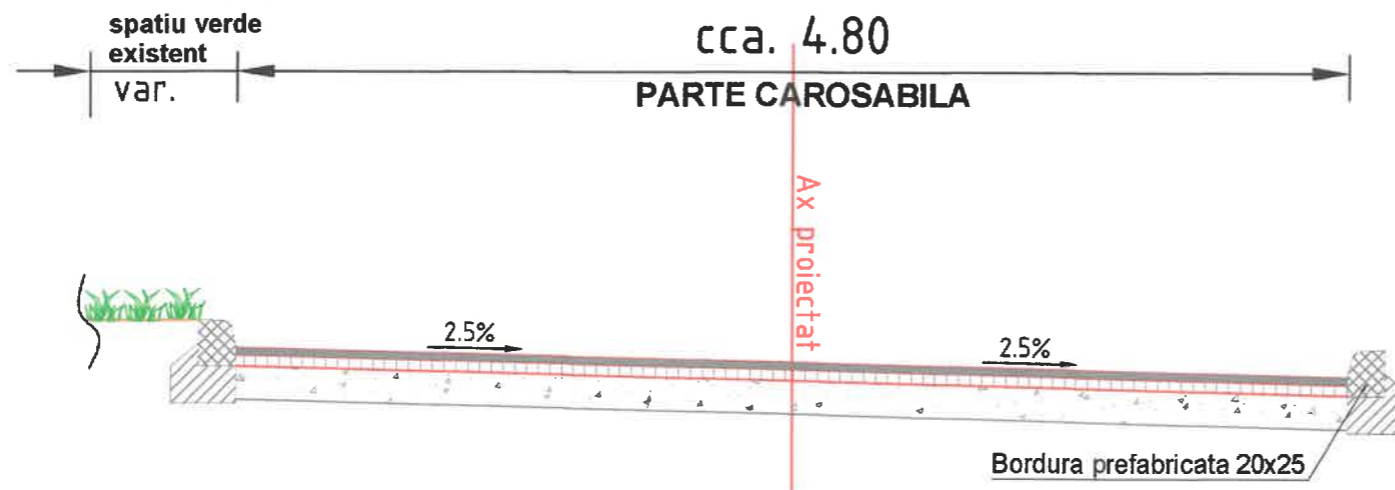 spatiu verde
existent
var.
cca. 4.80
PARTE CAROSABILA
Ax proiectat
2.5%
2.5%
Bordura prefabricata 20x25